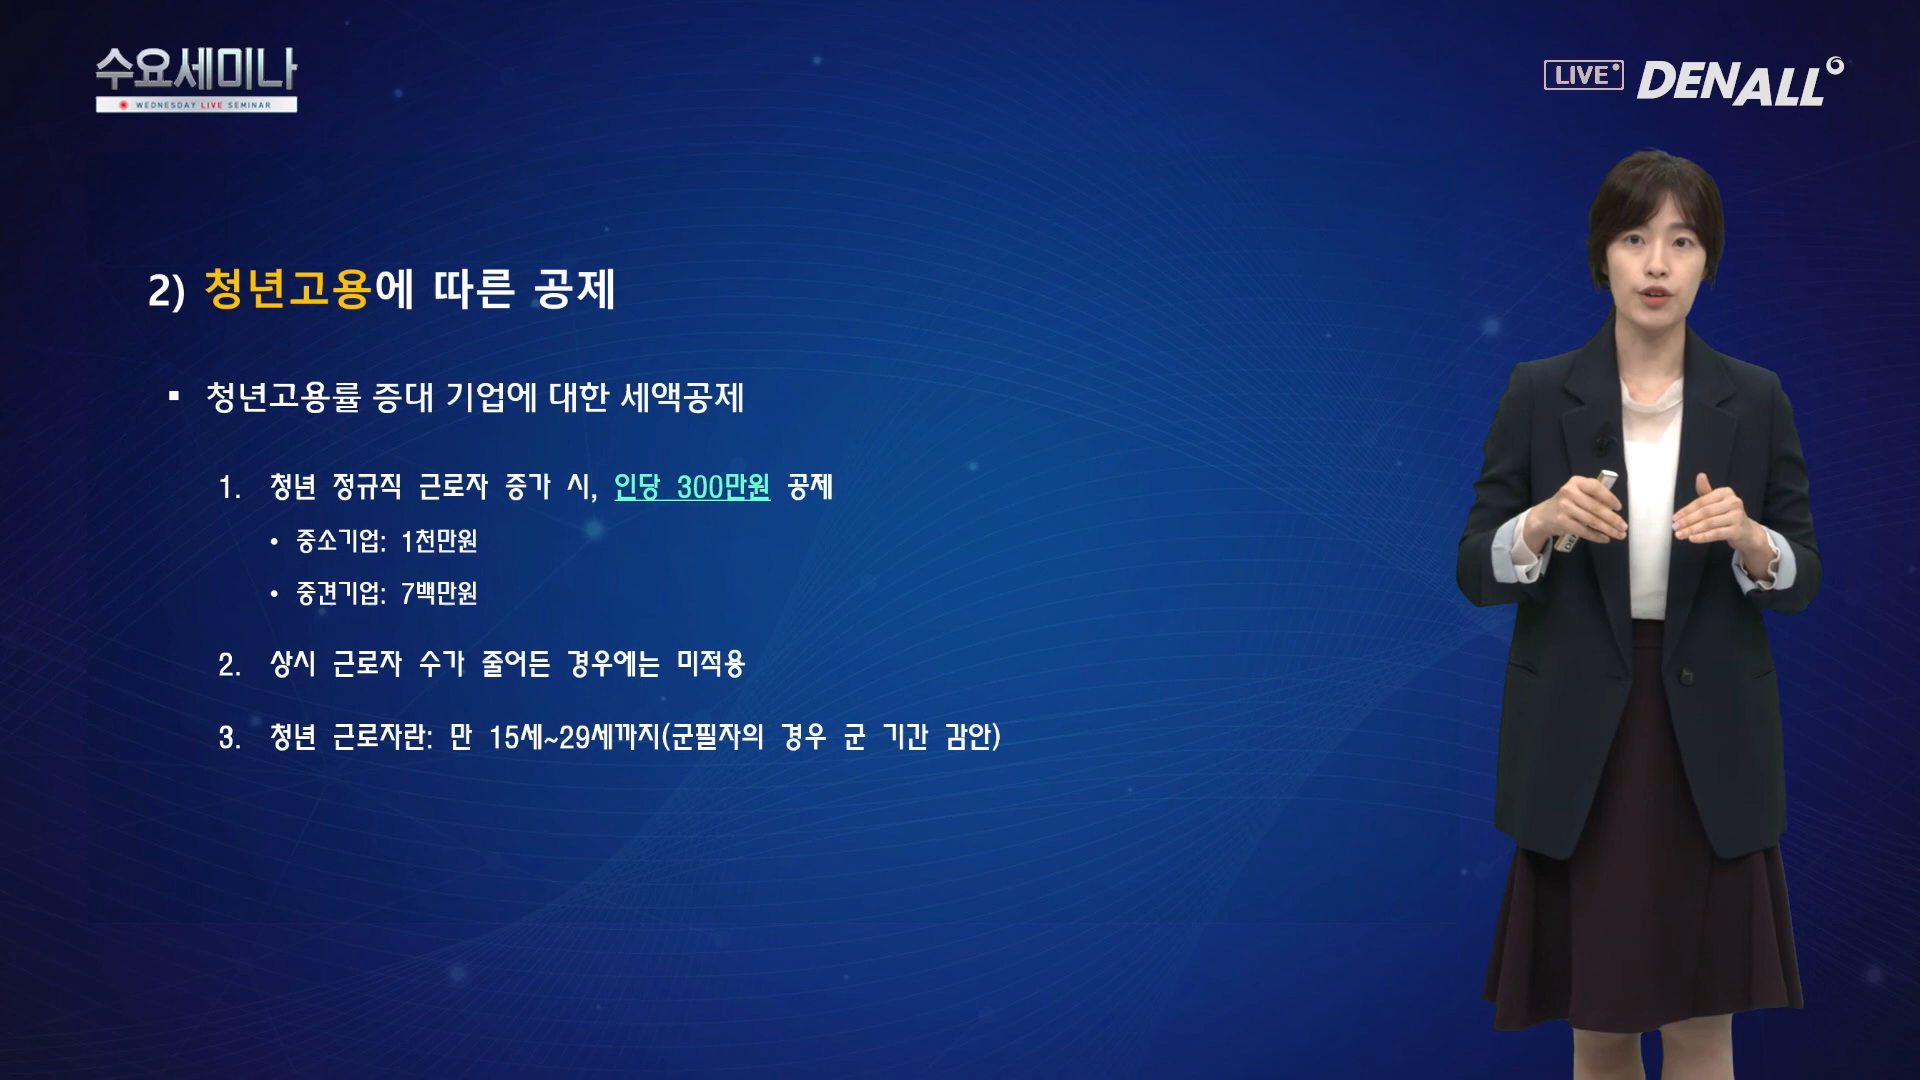 수요세미나
WEDNESDAY LIVE SEMINAR
LIVE
DENALL
2) 청년고용에 따른 공제
▪ 청년고용률 증대 기업에 대한 세액공제
1. 청년 정규직 근로자 증가 시, 인당 300만원 공제
• 중소기업: 1천만원
• 중견기업: 7백만원
2. 상시 근로자 수가 줄어든 경우에는 미적용
3. 청년 근로자란: 만 15세~29세까지(군필자의 경우 군 기간 감안)